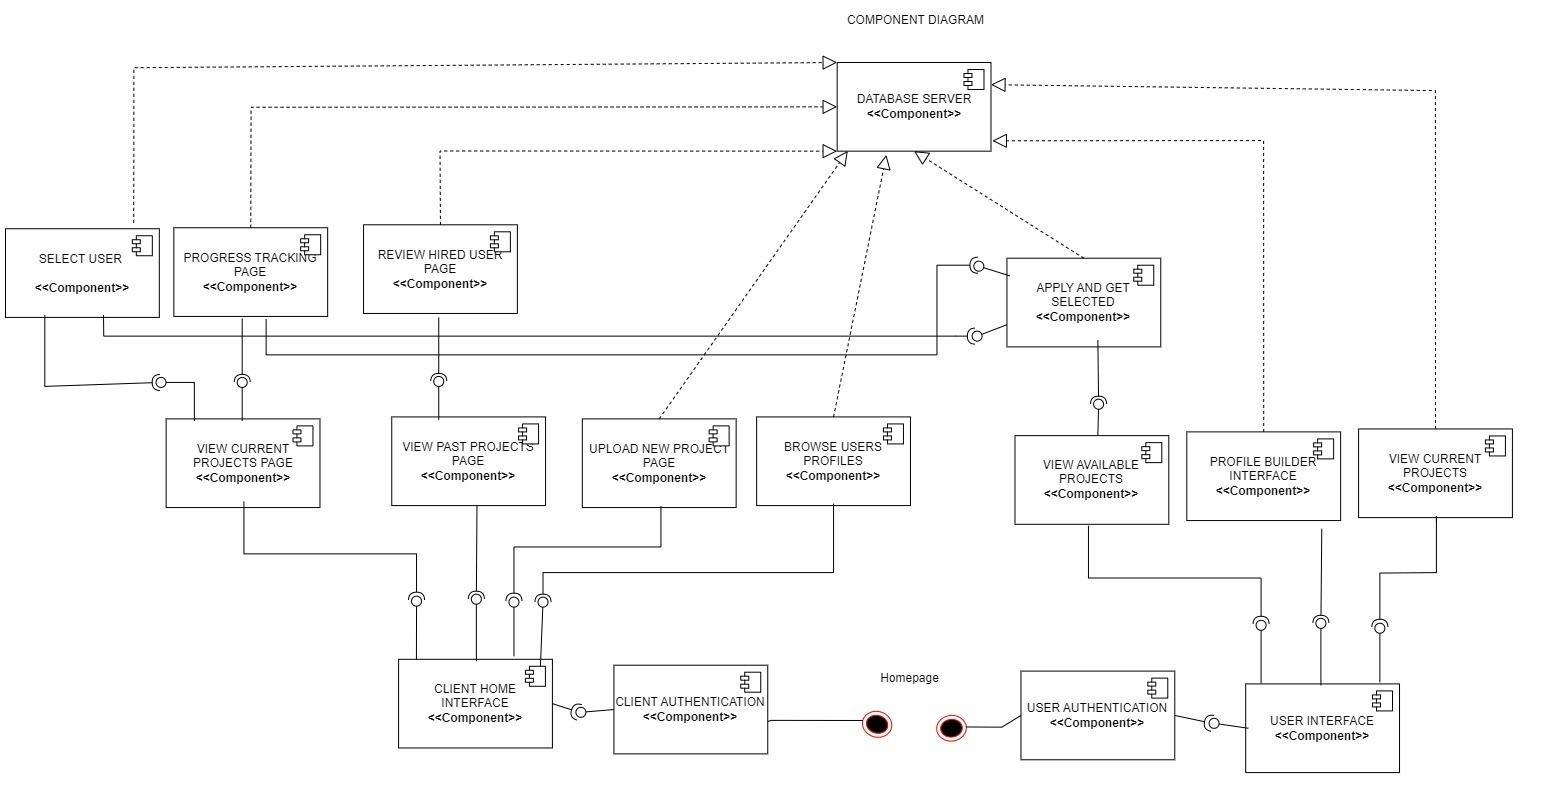 COMPONENT DIAGRAM
DATABASE SERVER
<<Component>>
SELECT USER
<<Component>>
PROGRESS TRACKING
PAGE
<<Component>>
REVIEW HIRED USER
PAGE
<<Component>>
APPLY AND GET
SELECTED
<<Component>>
VIEW CURRENT
PROJECTS PAGE
<<Component>>
VIEW PAST PROJECTS
PAGE
<<Component>>
UPLOAD NEW PROJECT
PAGE
<<Component>>
BROWSE USERS
PROFILES
<<Component>>
VIEW AVAILABLE
PROJECTS
<<Component>>
PROFILE BUILDER
INTERFACE
<<Component>>
VIEW CURRENT
PROJECTS
<<Component>>
CLIENT HOME
INTERFACE
<<Component>>
CLIENT AUTHENTICATION
<<Component>>
Homepage
USER AUTHENTICATION
<<Component>>
USER INTERFACE
<<Component>>